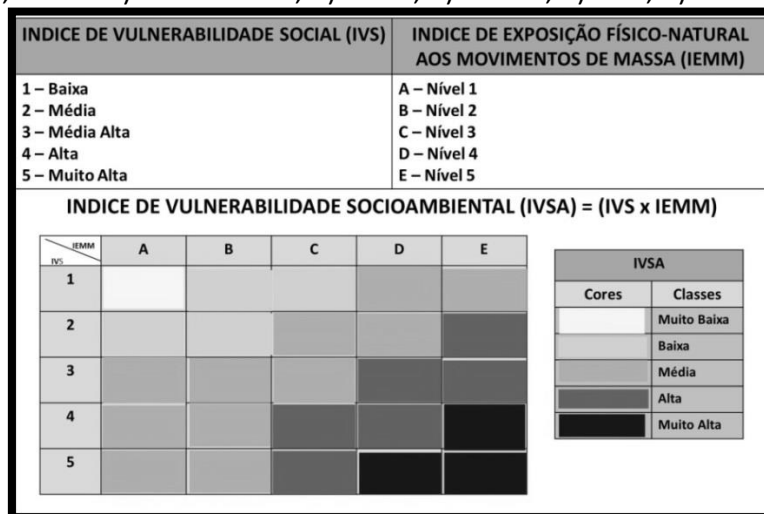 INDICE DE VULNERABILIDADE SOCIAL (IVS)
INDICE DE EXPOSIÇÃO FÍSICO-NATURAL
AOS MOVIMENTOS DE MASSA (IEMM)
1 – Baixa
2 – Média
3 – Média Alta
4 – Alta
5 – Muito Alta
A – Nível 1
B – Nível 2
C – Nível 3
D – Nível 4
E – Nível 5
INDICE DE VULNERABILIDADE SOCIOAMBIENTAL (IVSA) = (IVS x IEMM)
IEMM
IVS
A B C D E
1
2
3
4
5
IVSA
Cores Classes
Muito Baixa
Baixa
Média
Alta
Muito Alta